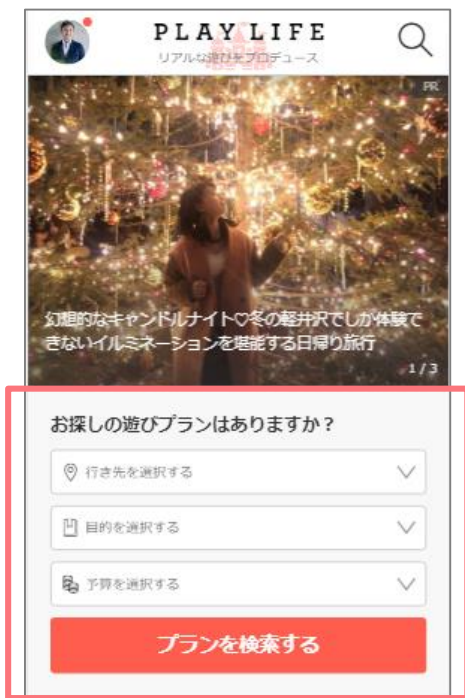 PLAY LIFE
リアルな遊びをプロデュース
PR
幻想的なキャンドルナイト♡冬の軽井沢でしか体験で
きないイルミネーションを堪能する日帰り旅行
1/3
お探しの遊びプランはありますか？
行き先を選択する
目的を選択する
予算を選択する
プランを検索する